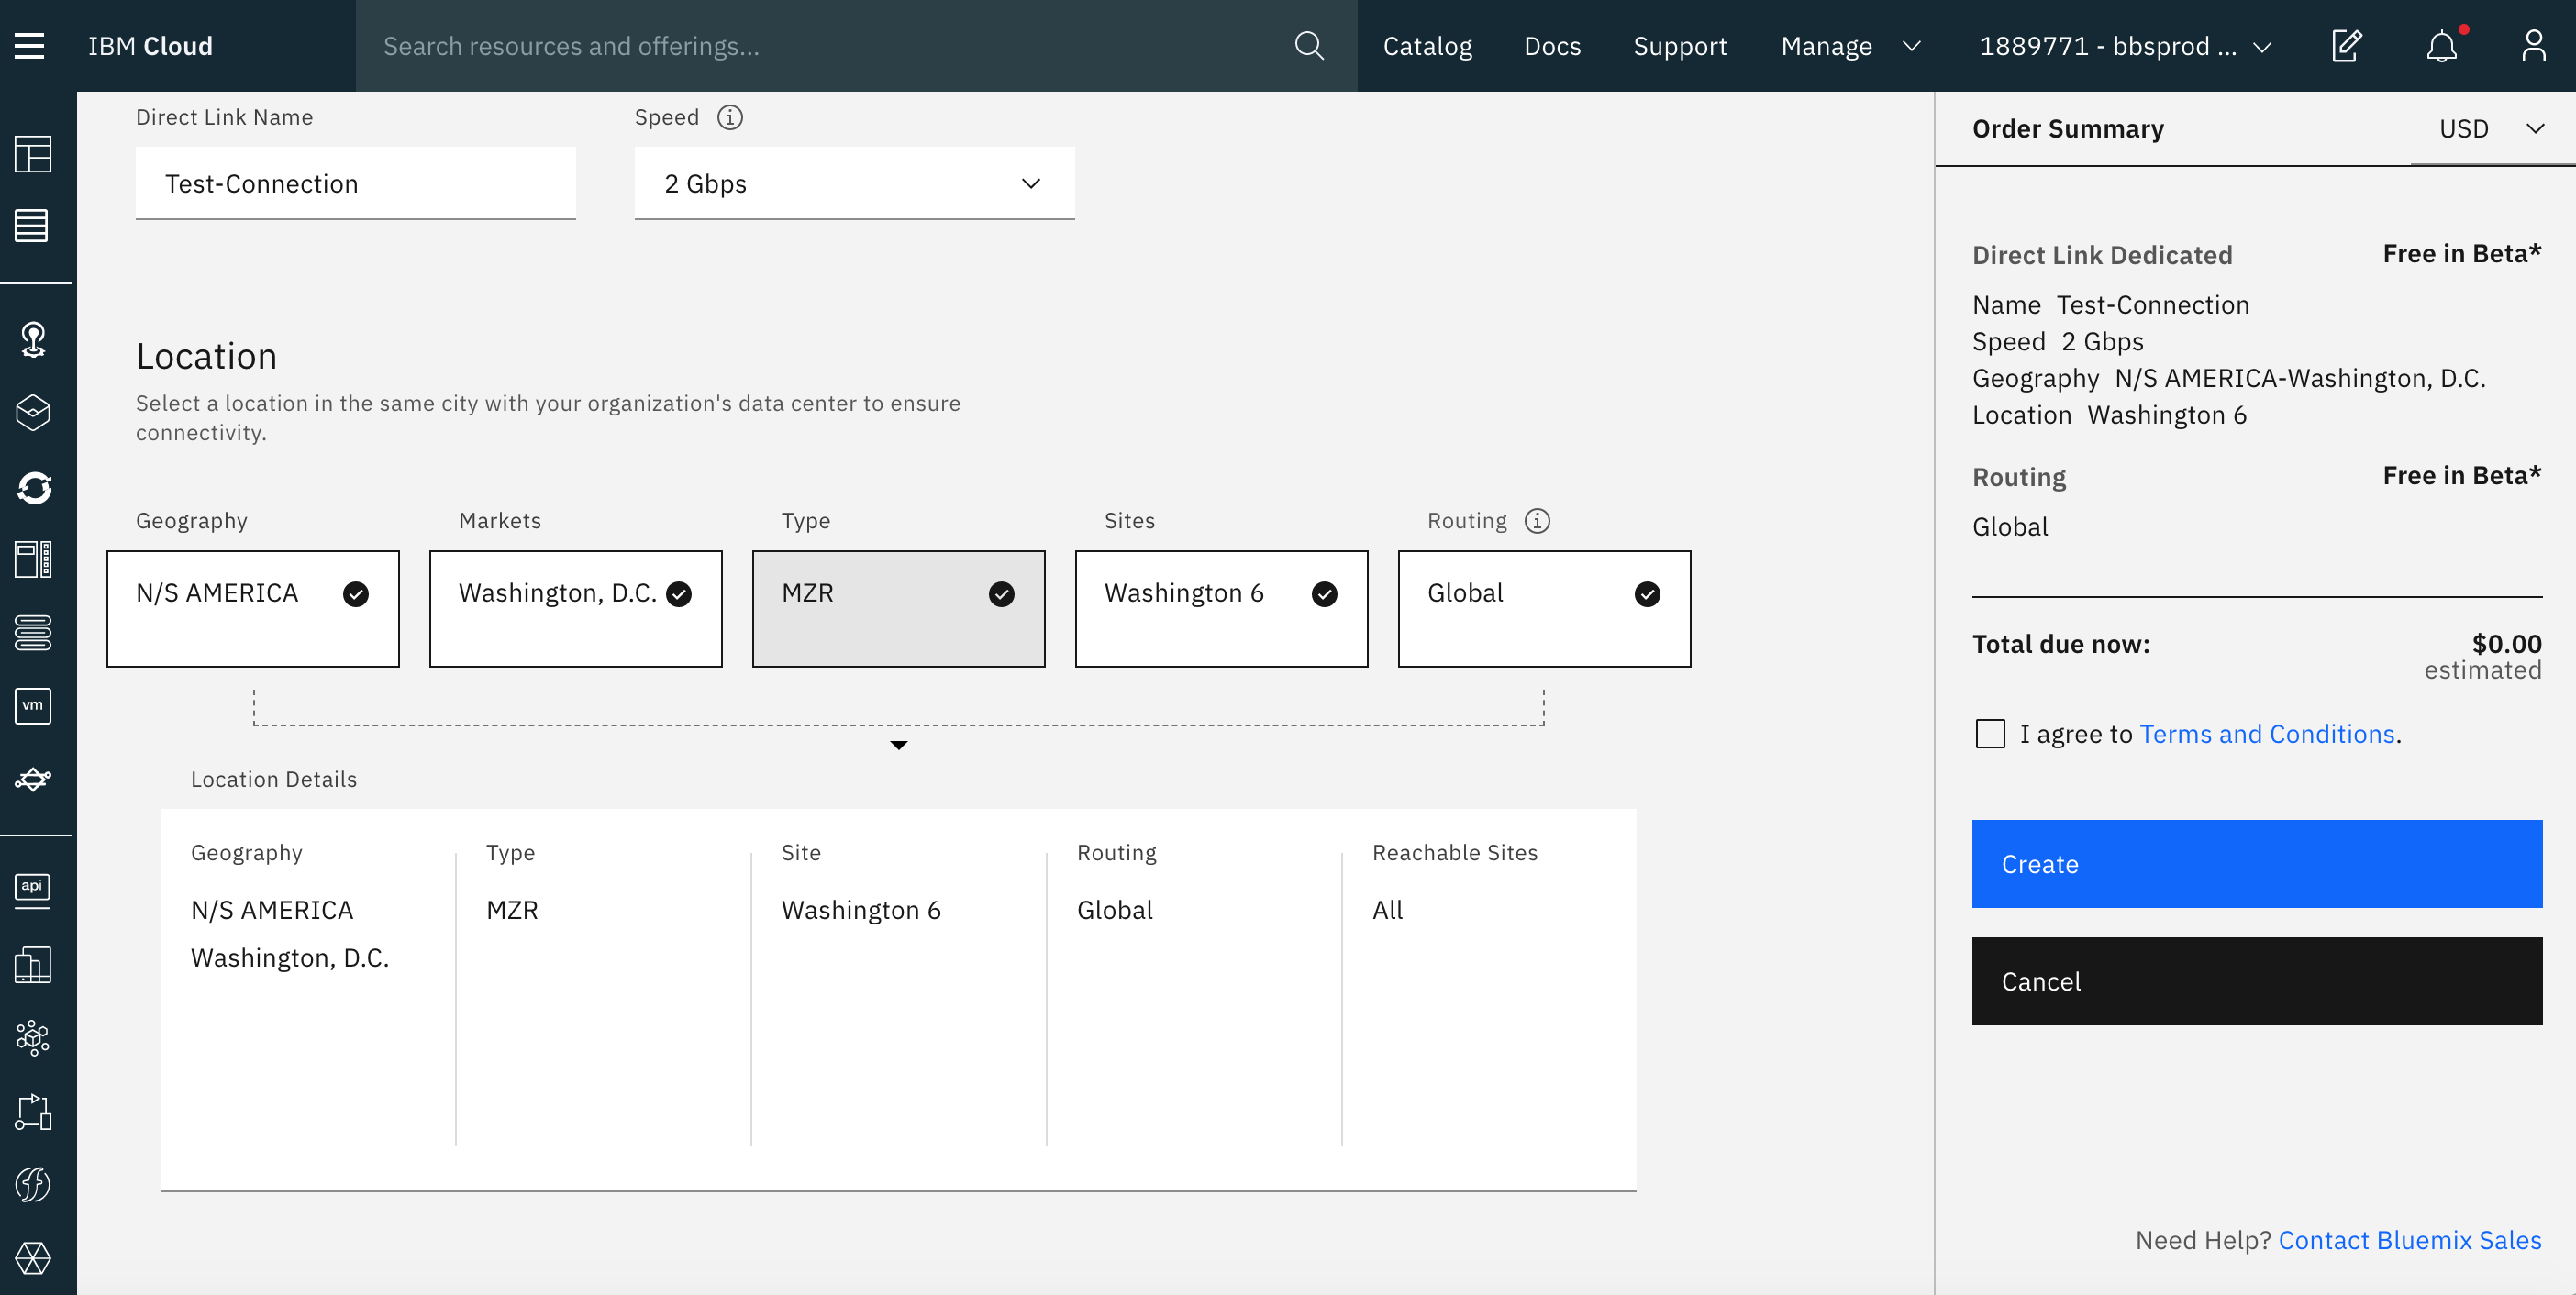 IBM Cloud
Search resources and offerings...
Catalog
Docs
Support
Manage
1889771 - bbsprod ...
Direct Link Name
Test-Connection
Speed
2 Gbps
Location
Select a location in the same city with your organization's data center to ensure
connectivity.
Geography
Markets
Type
Sites
Routing
N/S AMERICA
Washington, D.C.
MZR
Washington 6
Global
Location Details
Geography
Type
Site
Routing
Reachable Sites
N/S AMERICA
MZR
Washington 6
Global
All
Washington, D.C.
vm
api
Order Summary
USD
Direct Link Dedicated
Free in Beta*
Name Test-Connection
Speed 2 Gbps
Geography N/S AMERICA-Washington, D.C.
Location Washington 6
Routing
Free in Beta*
Global
Total due now:
$0.00
estimated
I agree to Terms and Conditions.
Create
Cancel
Need Help? Contact Bluemix Sales